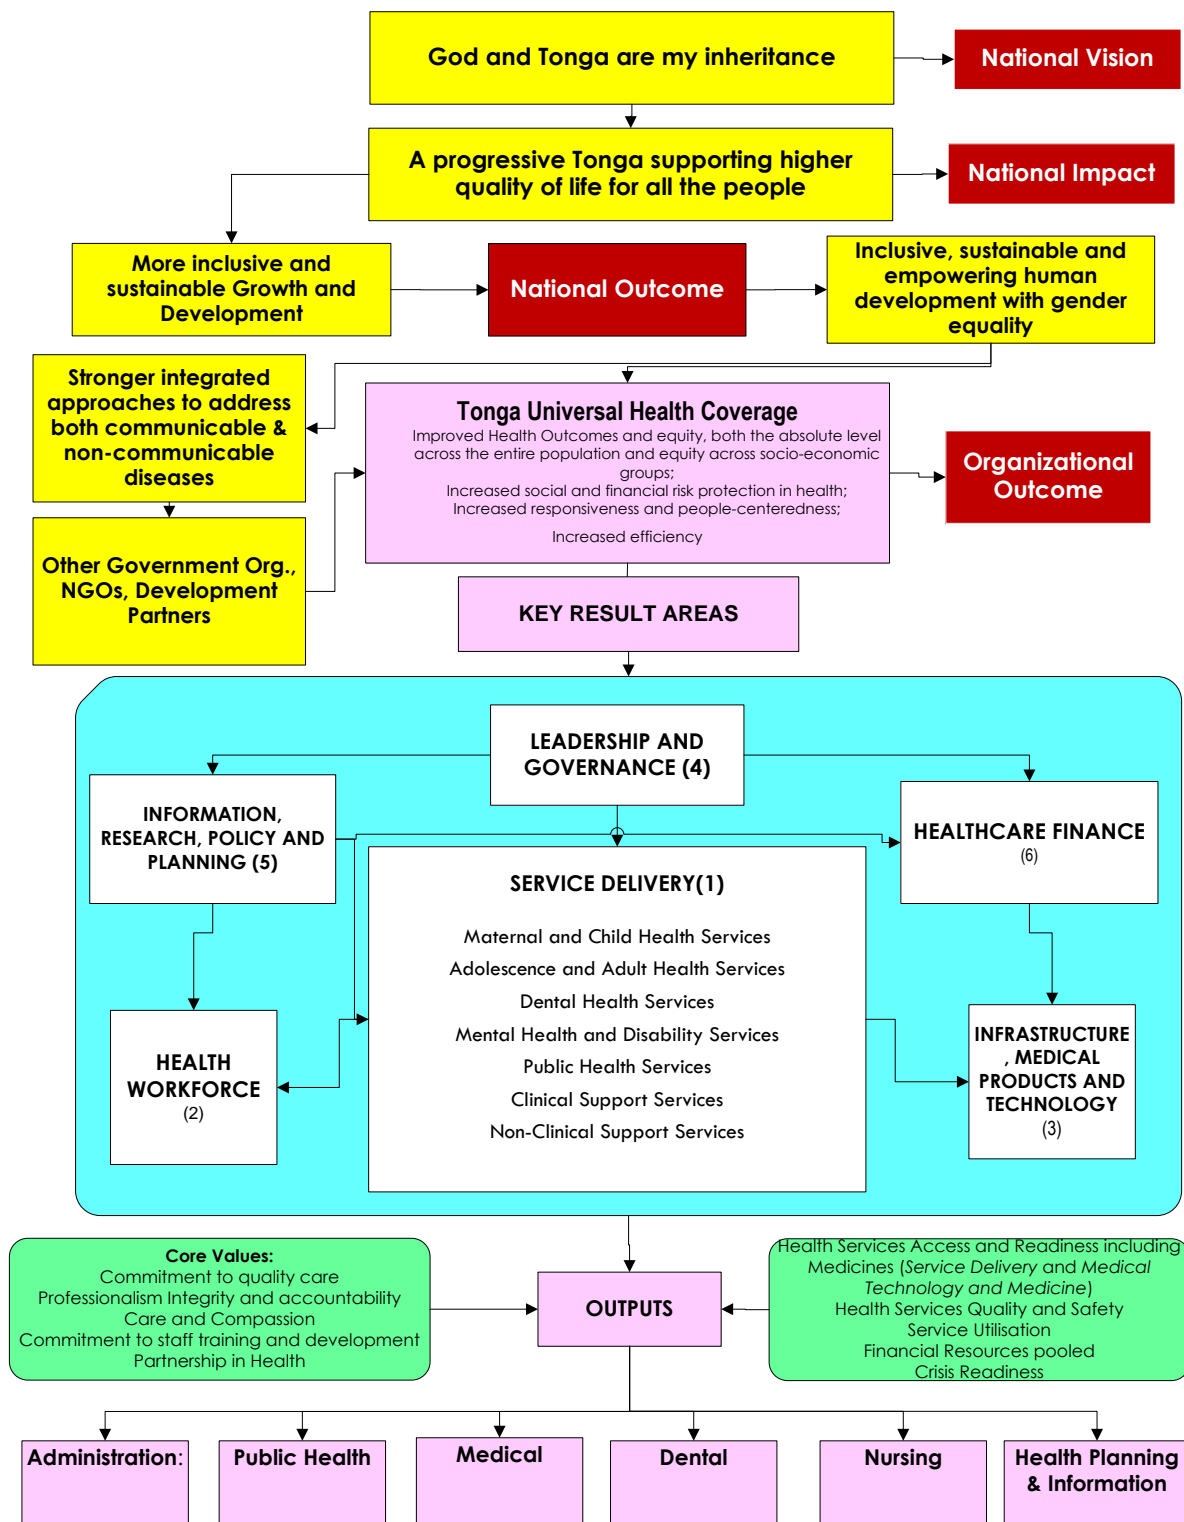 God and Tonga are my inheritance
National Vision
A progressive Tonga supporting higher
quality of life for all the people
National Impact
More inclusive and
sustainable Growth and
Development
National Outcome
Inclusive, sustainable and
empowering human
development with gender
equality
Stronger integrated
approaches to address
both communicable &
non-communicable
diseases
Tonga Universal Health Coverage
Improved Health Outcomes and equity, both the absolute level
across the entire population and equity across socio-economic
groups;
Increased social and financial risk protection in health;
Increased responsiveness and people-centeredness;
Increased efficiency
Organizational
Outcome
Other Government Org.,
NGOs, Development
Partners
KEY RESULT AREAS
LEADERSHIP AND
GOVERNANCE (4)
INFORMATION,
RESEARCH, POLICY AND
PLANNING (5)
HEALTHCARE FINANCE
(6)
SERVICE DELIVERY(1)
Maternal and Child Health Services
Adolescence and Adult Health Services
Dental Health Services
Mental Health and Disability Services
Public Health Services
Clinical Support Services
Non-Clinical Support Services
HEALTH
WORKFORCE
(2)
INFRASTRUCTURE
, MEDICAL
PRODUCTS AND
TECHNOLOGY
(3)
Core Values:
Commitment to quality care
Professionalism Integrity and accountability
Care and Compassion
Commitment to staff training and development
Partnership in Health
OUTPUTS
Health Services Access and Readiness including
Medicines (Service Delivery and Medical
Technology and Medicine)
Health Services Quality and Safety
Service Utilisation
Financial Resources pooled
Crisis Readiness
Administration:
Public Health
Medical
Dental
Nursing
Health Planning
& Information